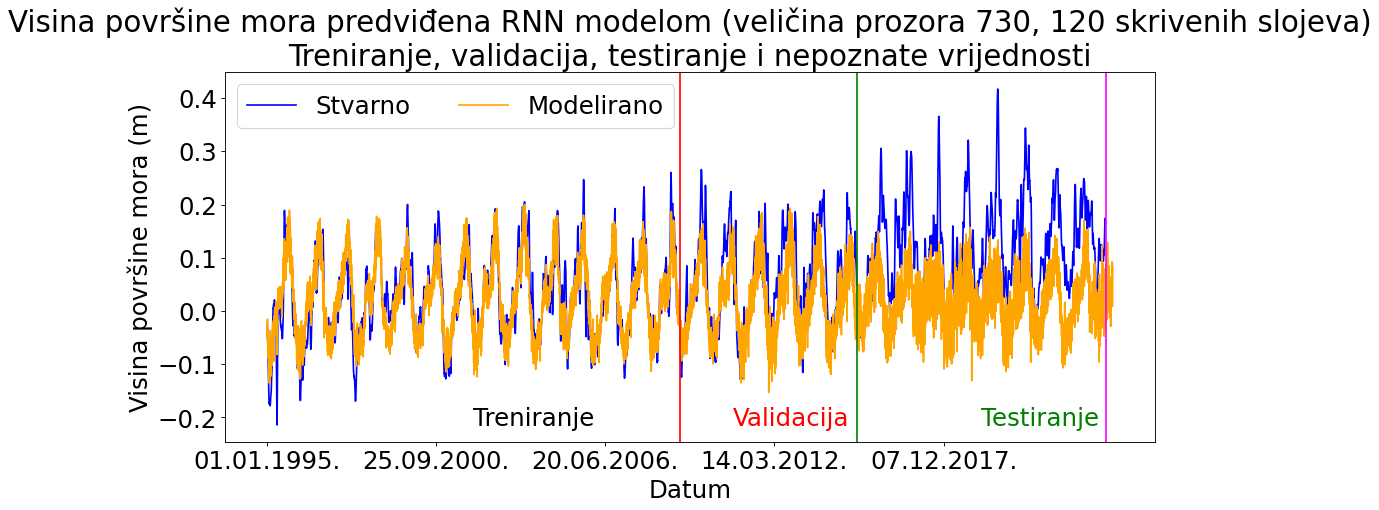 Visina površine mora predviđena RNN modelom (veličina prozora 730, 120 skrivenih slojeva)
Treniranje, validacija, testiranje i nepoznate vrijednosti
Stvarno Modelirano
Visina površine mora (m)
0.4
0.3
0.2
0.1
0.0
−0.1
−0.2
Treniranje Validacija Testiranje
01.01.1995. 25.09.2000. 20.06.2006. 14.03.2012. 07.12.2017.
Datum